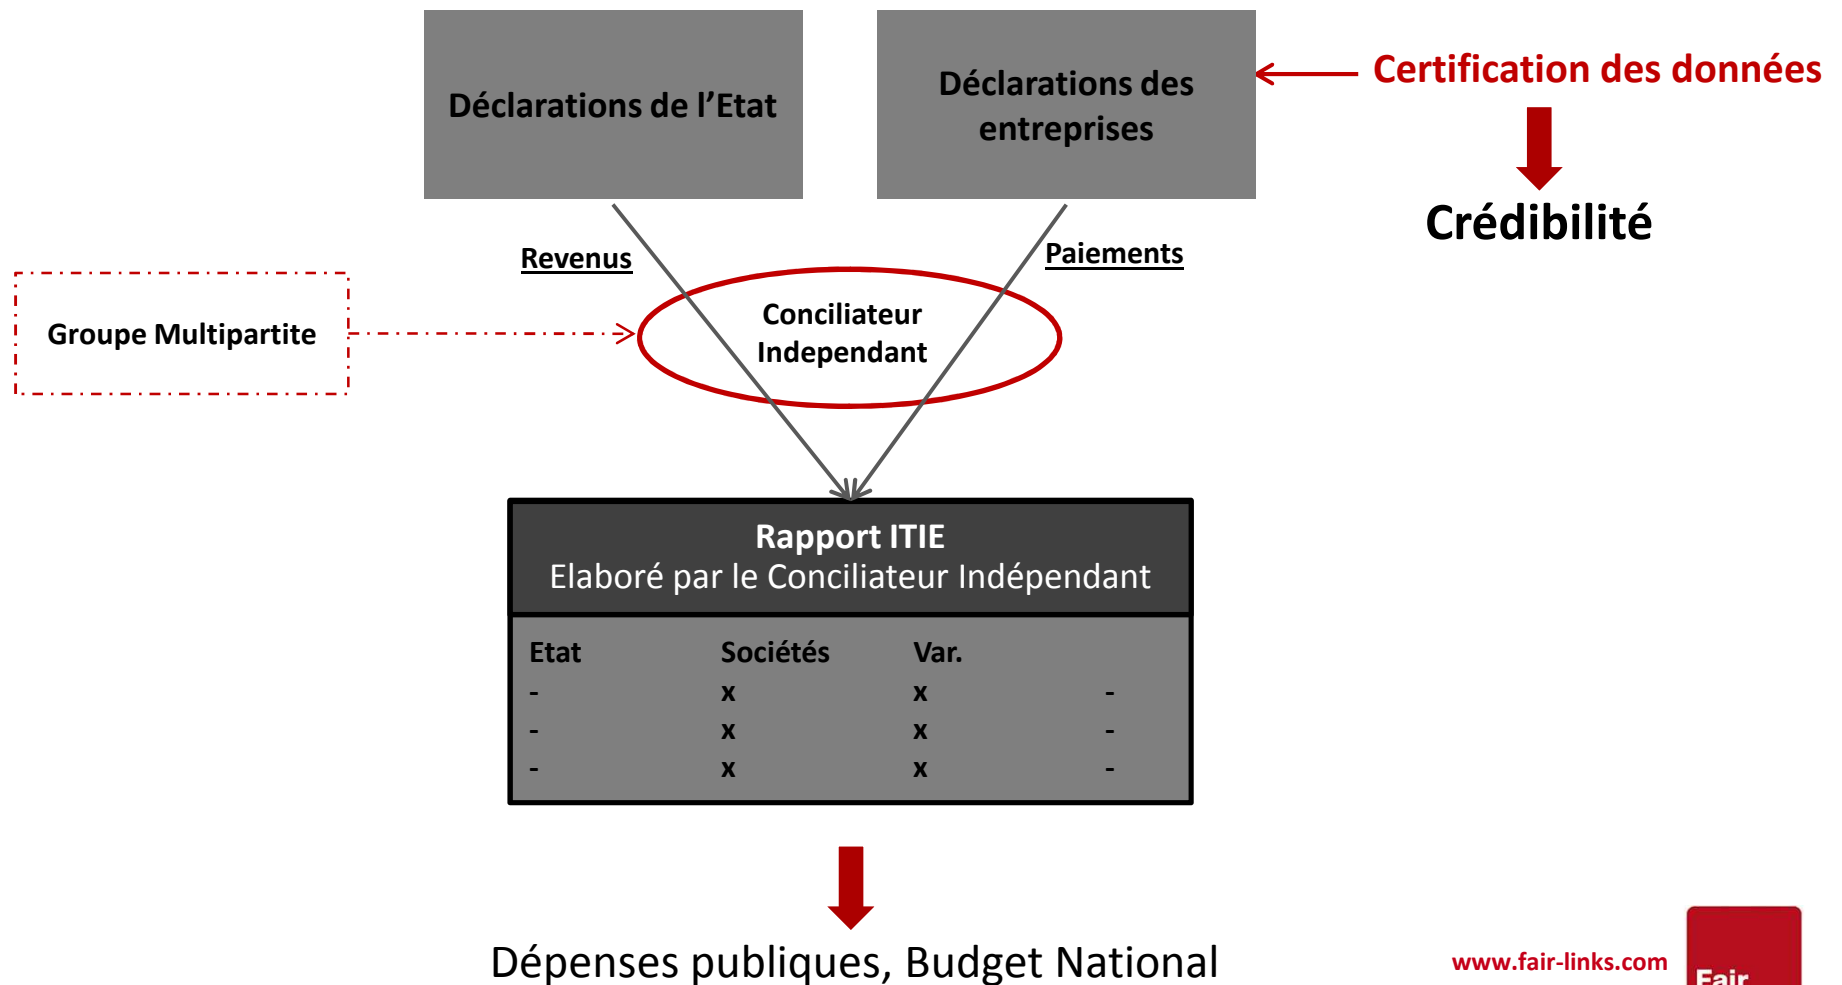 Déclarations de l’Etat
Déclarations des
entreprises
Certification des données
Crédibilité
Revenus
Paiements
Groupe Multipartite
Conciliateur
Independant
Rapport ITIE
Elaboré par le Conciliateur Indépendant
Etat Sociétés Var.
- x x -
- x x -
- x x -
Dépenses publiques, Budget National
www.fair-links.com
Fair